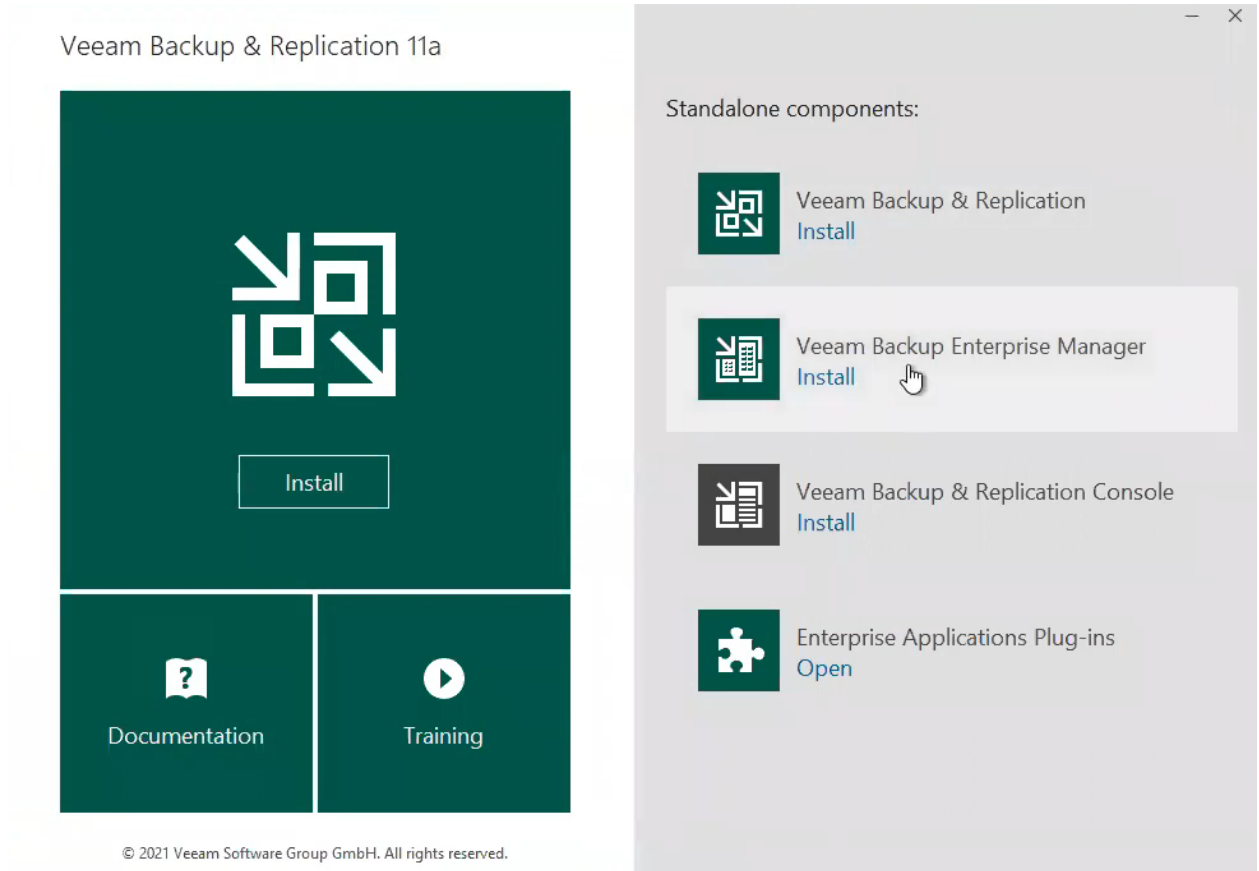 Veeam Backup & Replication 11a
Install
Documentation
Training
© 2021 Veeam Software Group GmbH. All rights reserved.
Standalone components:
Veeam Backup & Replication
Install
Veeam Backup Enterprise Manager
Install
Veeam Backup & Replication Console
Install
Enterprise Applications Plug-ins
Open